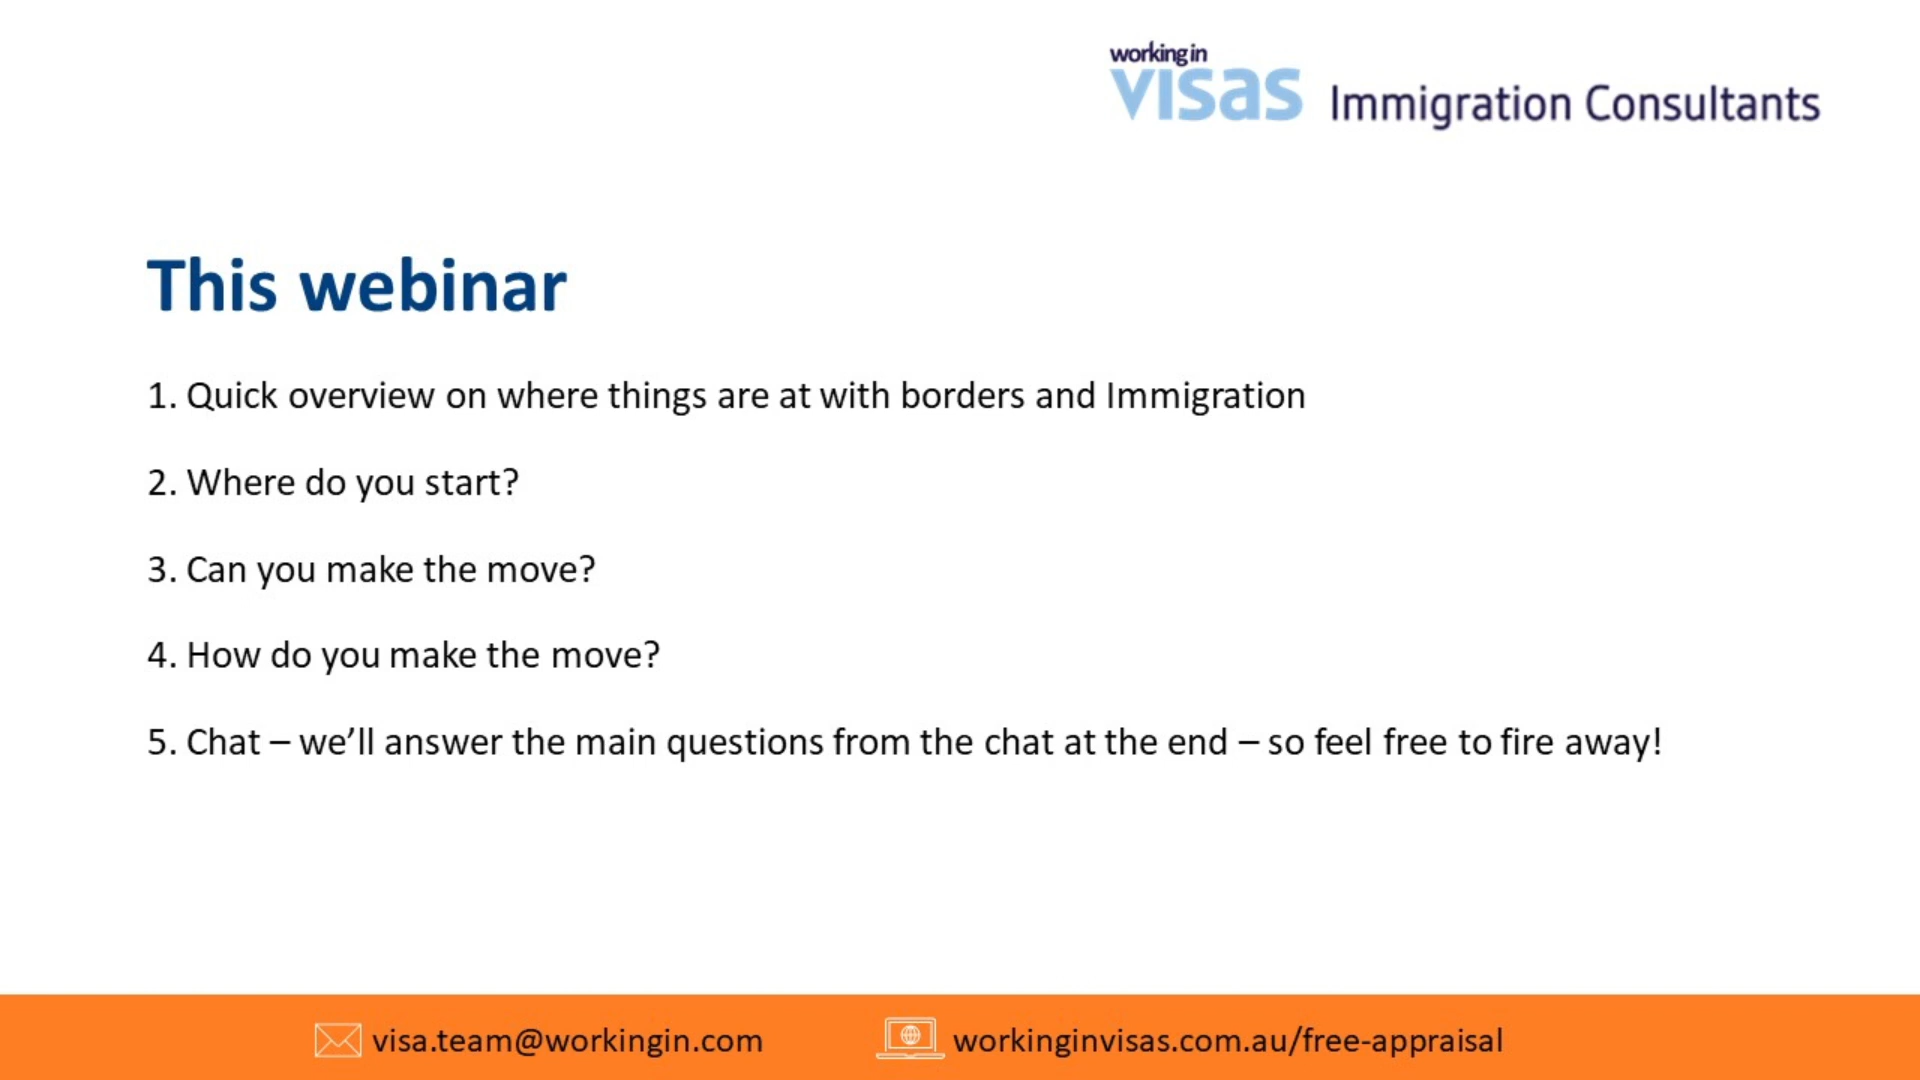 workingin
visas Immigration Consultants
This webinar
1. Quick overview on where things are at with borders and Immigration
2. Where do you start?
3. Can you make the move?
4. How do you make the move?
5. Chat – we’ll answer the main questions from the chat at the end – so feel free to fire away!
visa.team@workingin.com workinginvisas.com.au/free-appraisal